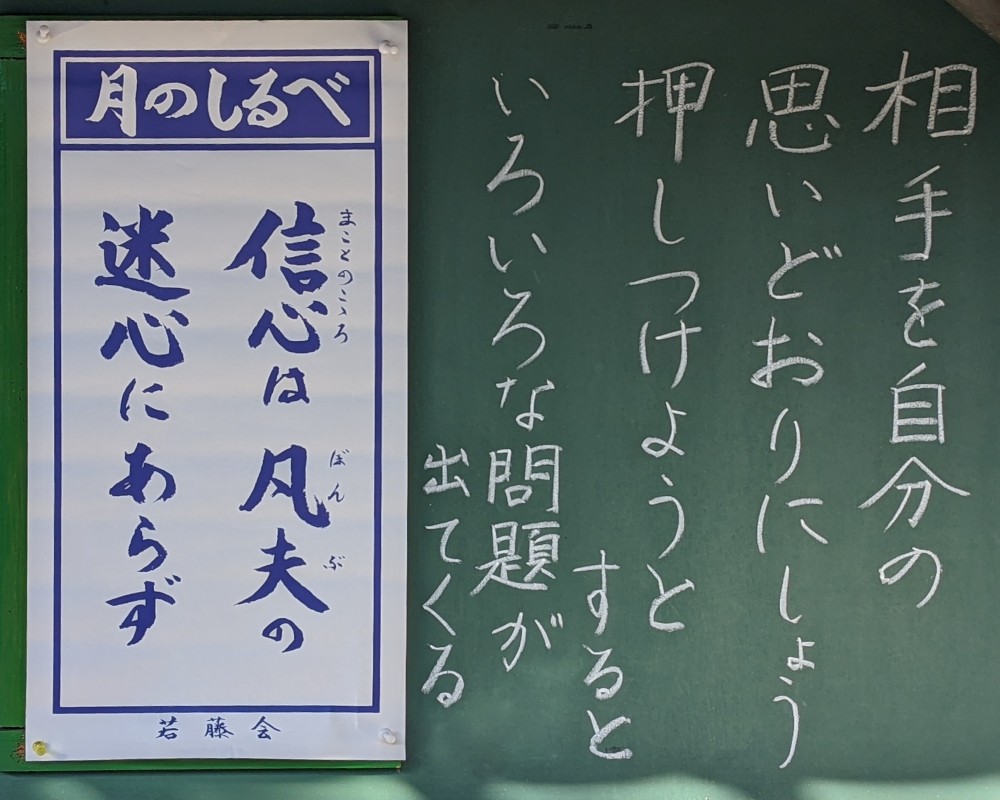 相手を自分の
思いどおりにしょう
押しつけようと
すると
いろいろな問題が
出てくる
月のしるべ
まことのこゝろ
信心は凡夫の
ぼんぶ
迷心にあらず
若藤会